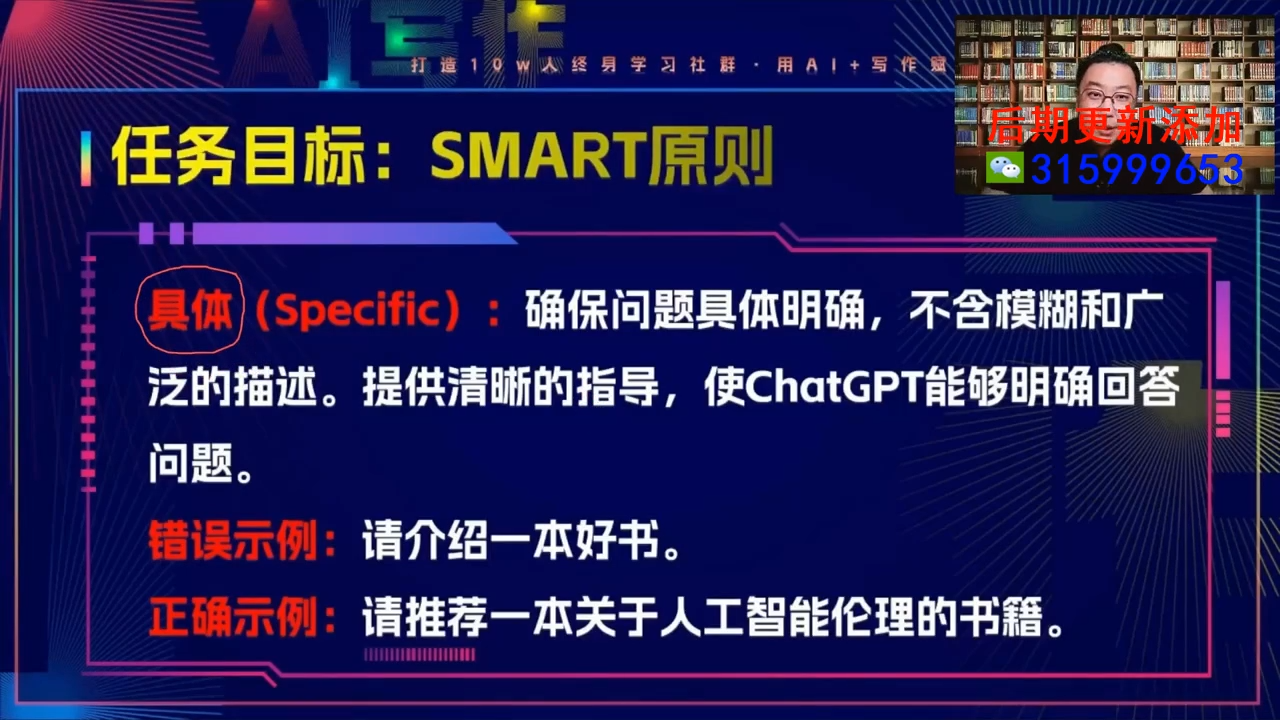 AI写作
打造10w人终身学习社群·用AI+写作赋
后期更新添加
315999653
任务目标：SMART原则
具体（Specific）：确保问题具体明确，不含模糊和广
泛的描述。提供清晰的指导，使ChatGPT能够明确回答
问题。
错误示例：请介绍一本好书。
正确示例：请推荐一本关于人工智能伦理的书籍。